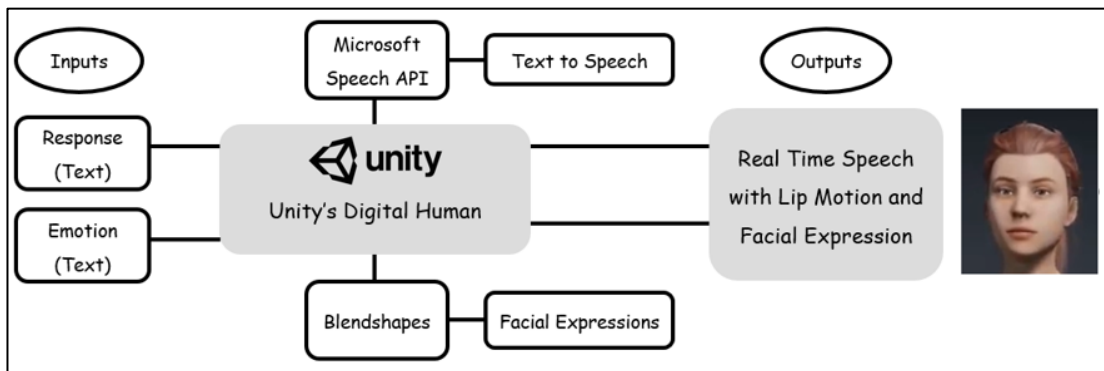 Inputs
Microsoft
Speech API
Text to Speech
Outputs
Response
(Text)
unity
Unity's Digital Human
Real Time Speech
with Lip Motion and
Facial Expression
Emotion
(Text)
Blendshapes
Facial Expressions